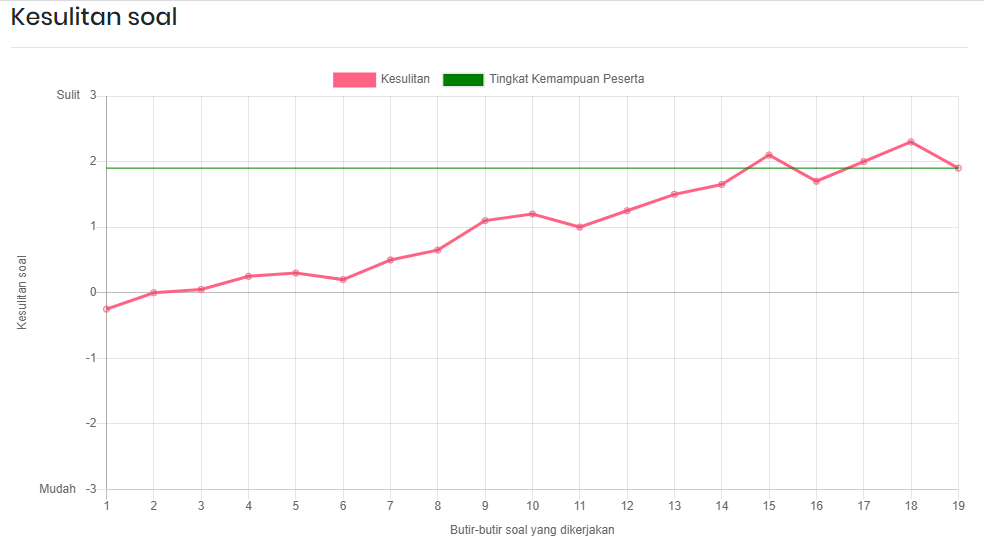 Kesulitan soal
Kesulitan Tingkat Kemampuan Peserta
Sulit 3
2
1
0
-1
-2
Mudah -3
Kesulitan soal
1 2 3 4 5 6 7 8 9 10 11 12 13 14 15 16 17 18 19
Butir-butir soal yang dikerjakan